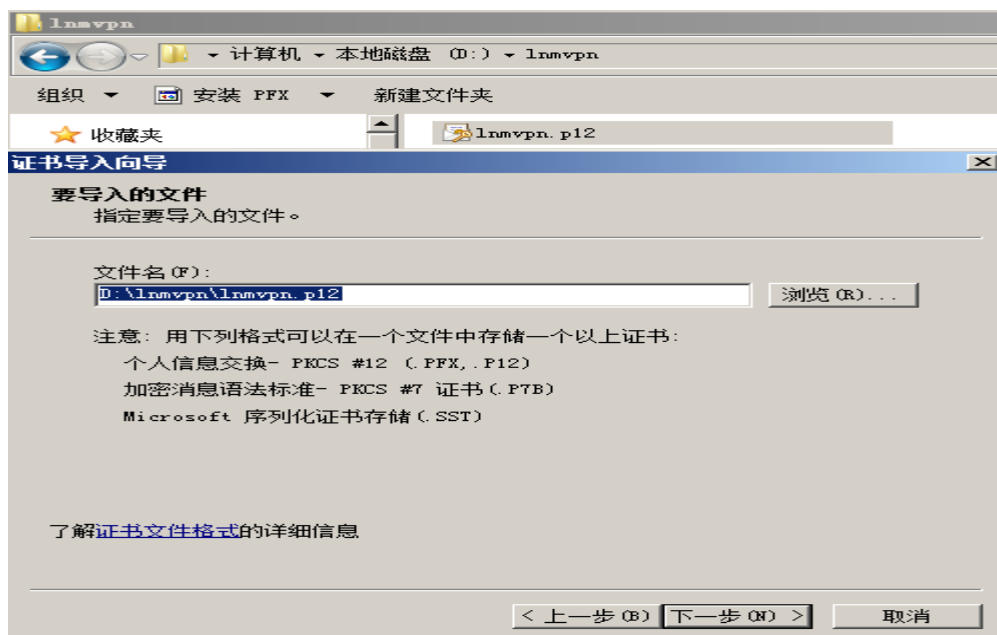 lnmvpn
计算机 本地磁盘 (D:) lnmvpn
组织 安装 PFX 新建文件夹
收藏夹 lnmvpn.p12
证书导入向导
要导入的文件
指定要导入的文件。
文件名(F):
D:\lnmvpn\lnmvpn.p12 浏览(R)...
注意: 用下列格式可以在一个文件中存储一个以上证书:
个人信息交换- PKCS #12 (.PFX,.P12)
加密消息语法标准- PKCS #7 证书(.P7B)
Microsoft 序列化证书存储(.SST)
了解证书文件格式的详细信息
< 上一步(B) 下一步(N) > 取消